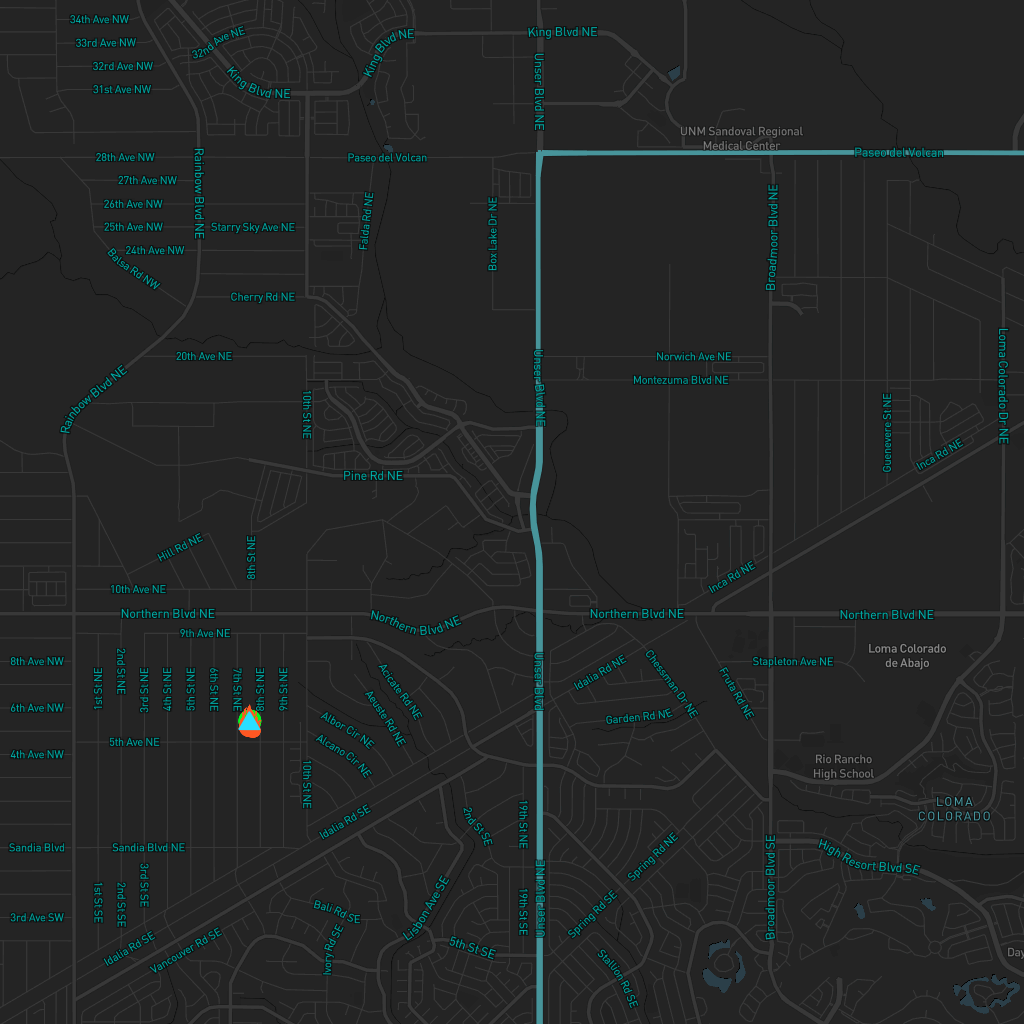 34th Ave NW
33rd Ave NW
32nd Ave NE
King Blvd NE
King Blvd NE
Unser Blvd NE
32rd Ave NW
31st Ave NW
King Blvd NE
UNM Sandoval Regional
Medical Center
28th Ave NW
Rainbow Blvd NE
Paseo del Volcan
Paseo del Volcan
27th Ave NW
26th Ave NW
25th Ave NW
Starry Sky Ave NE
Falda Rd NE
Box Lake Dr NE
Broadmoor Blvd NE
24th Ave NW
Balsa Rd NW
Cherry Rd NE
20th Ave NE
Unser Blvd NE
Norwich Ave NE
Montezuma Blvd NE
Loma Colorado Dr NE
Rainbow Blvd NE
10th St NE
Guenevere St NE
Inca Rd NE
Pine Rd NE
Hill Rd NE
8th St NE
10th Ave NE
Inca Rd NE
Northern Blvd NE
Northern Blvd NE
Northern Blvd NE
Northern Blvd NE
9th Ave NE
8th Ave NW
1st St NE
2nd St NE
3rd St NE
4th St NE
5th St NE
6th St NE
7th St NE
8th St NE
9th St NE
Acicate Rd NE
Aeuste Rd NE
Unser Blvd
Idalia Rd NE
Chessman Dr NE
Fruta Rd NE
Stapleton Ave NE
Loma Colorado
de Abajo
6th Ave NW
Albor Cir NE
Garden Rd NE
5th Ave NE
4th Ave NW
Alcano Cir NE
10th St NE
Rio Rancho
High School
Idalia Rd SE
2nd St SE
19th St NE
LOMA
COLORADO
Sandia Blvd
Sandia Blvd NE
Spring Rd NE
High Resort Blvd SE
Broadmoor Blvd SE
3rd St SE
1st St SE
2nd St SE
3rd Ave SW
Bali Rd SE
Lisbon Ave SE
19th St SE
Spring Rd SE
Idalia Rd SE
Vancouver Rd SE
Ivory Rd SE
5th St SE
Stallion Rd SE
Day